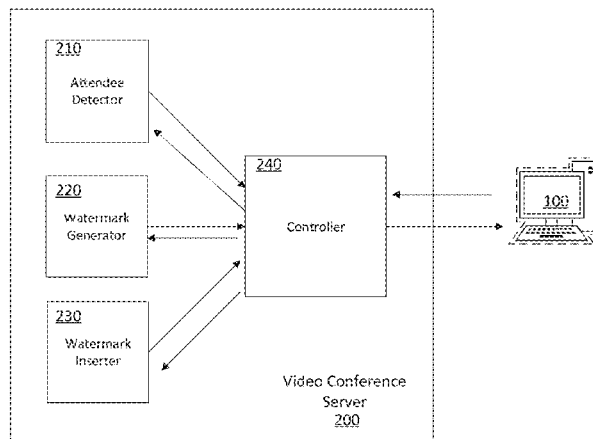 210
Attendee
Detector
220
Watermark
Generator
230
Watermark
Inserter
240
Controller
100
Video Conference
Server
200